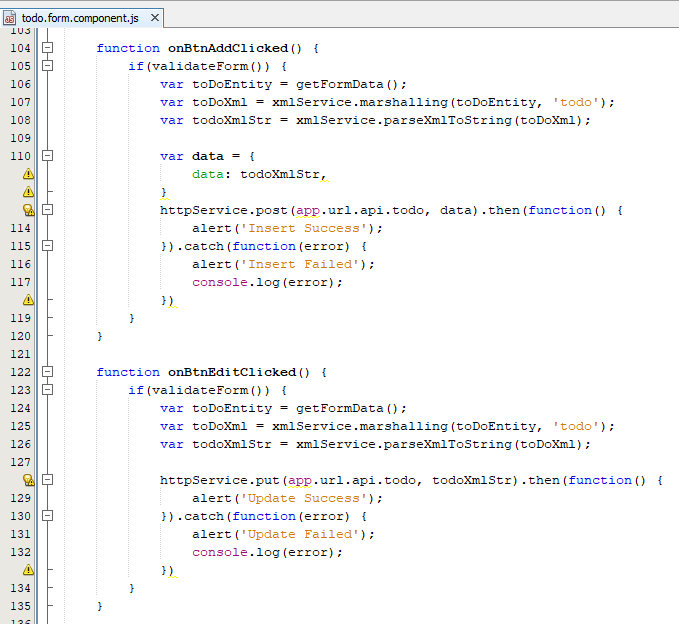 todo.form.component.js
103
104 function onBtnAddClicked() {
105 if(validateForm()) {
106 var toDoEntity = getFormData();
107 var toDoXml = xmlService.marshalling(toDoEntity, 'todo');
108 var todoXmlStr = xmlService.parseXmlToString(toDoXml);
109
110 var data = {
data: todoXmlStr,
}
httpService.post(app.url.api.todo, data).then(function() {
114 alert('Insert Success');
115 }).catch(function(error) {
116 alert('Insert Failed');
117 console.log(error);
})
119 }
120 }
121
122 function onBtnEditClicked() {
123 if(validateForm()) {
124 var toDoEntity = getFormData();
125 var toDoXml = xmlService.marshalling(toDoEntity, 'todo');
126 var todoXmlStr = xmlService.parseXmlToString(toDoXml);
127
httpService.put(app.url.api.todo, todoXmlStr).then(function() {
129 alert('Update Success');
130 }).catch(function(error) {
131 alert('Update Failed');
132 console.log(error);
})
134 }
135 }
136